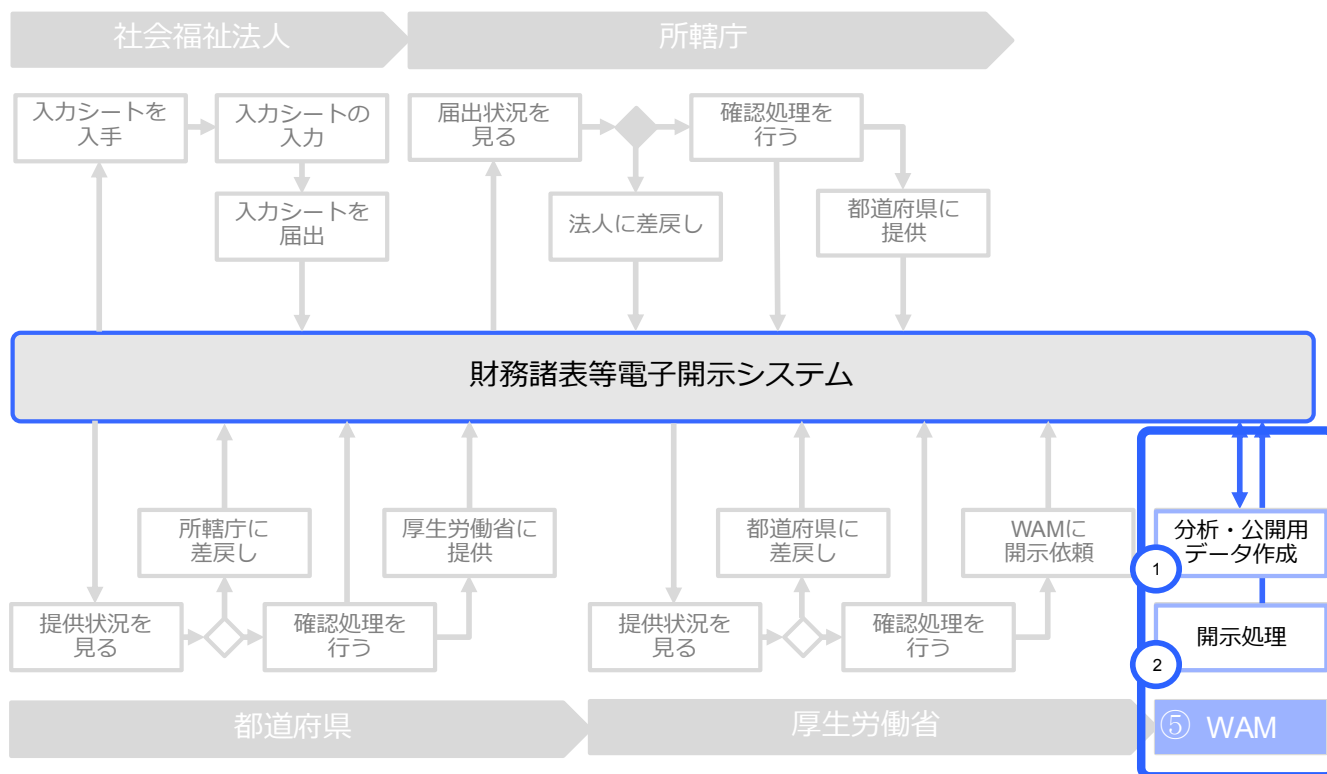 社会福祉法人
所轄庁
入力シートを
入手
入力シートの
入力
入力シートを
届出
届出状況を
見る
法人に差戻し
確認処理を
行う
都道府県に
提供
財務諸表等電子開示システム
提供状況を
見る
所轄庁に
差戻し
確認処理を
行う
厚生労働省に
提供
提供状況を
見る
都道府県に
差戻し
確認処理を
行う
WAMに
開示依頼
分析・公開用
データ作成
1
開示処理
2
都道府県
厚生労働省
⑤ WAM